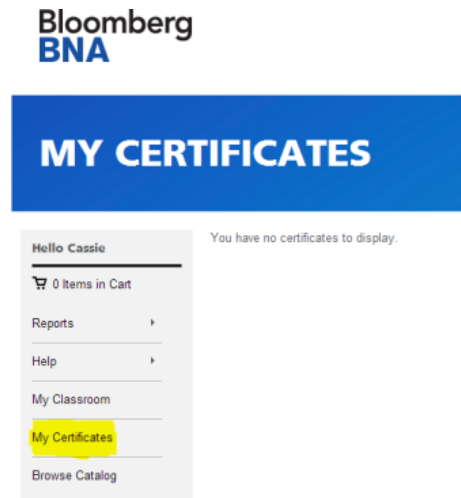 Bloomberg
BNA
MY CERTIFICATES
Hello Cassie
You have no certificates to display.
0 Items in Cart
Reports
Help
My Classroom
My Certificates
Browse Catalog